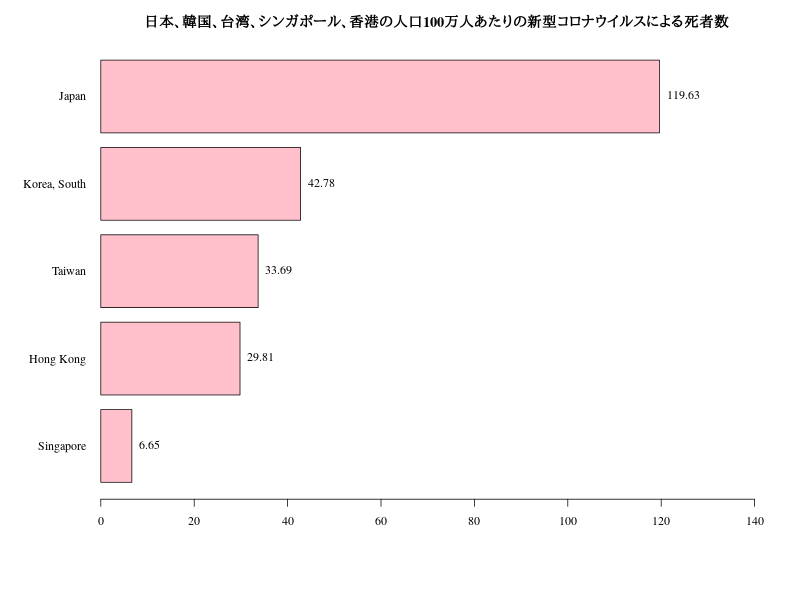 日本、韓国、台湾、シンガポール、香港の人口100万人あたりの新型コロナウイルスによる死者数
Japan
119.63
Korea, South
42.78
Taiwan
33.69
Hong Kong
29.81
Singapore
6.65
0 20 40 60 80 100 120 140